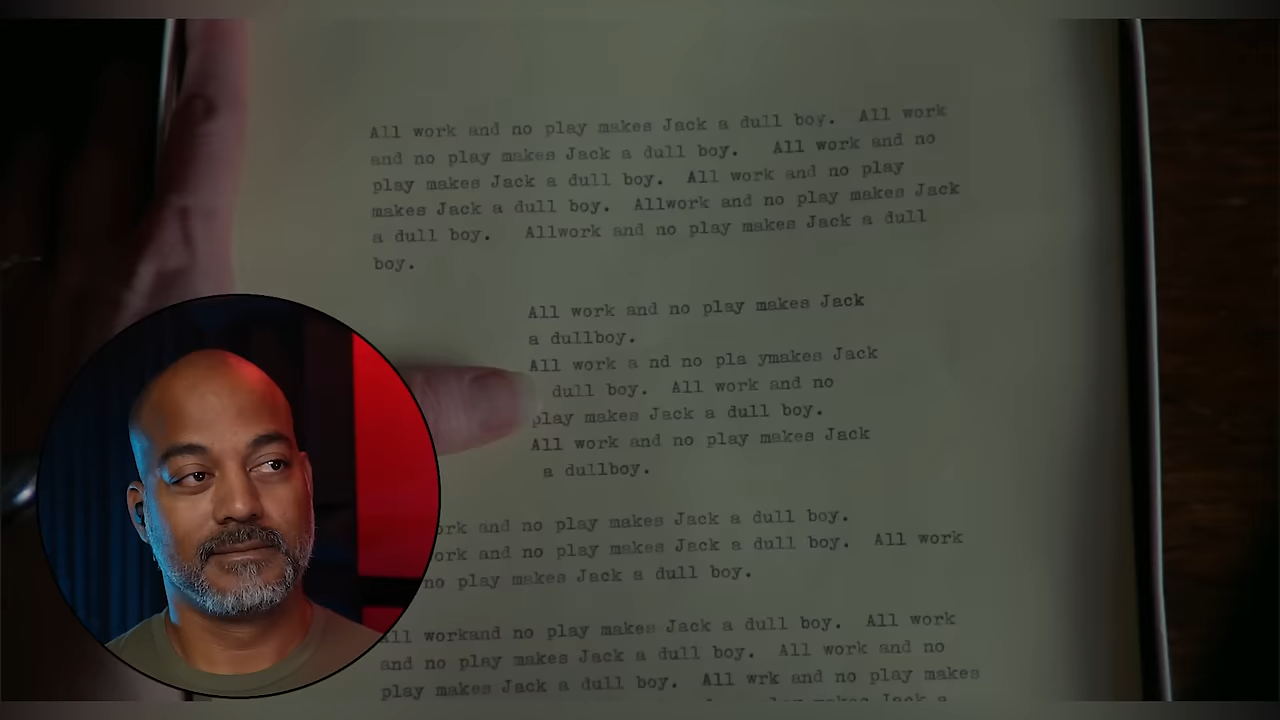 All work and no play makes Jack a dull boy.  All work
and no play makes Jack a dull boy.   All work and no
play makes Jack a dull boy.  All work and no play
makes Jack a dull boy.  Allwork and no play makes Jack
a dull boy.   Allwork and no play makes Jack a dull
boy.
All work and no play makes Jack
a dullboy.
All work a nd no pla ymakes Jack
dull boy.  All work and no
play makes Jack a dull boy.
All work and no play makes Jack
a dullboy.
ork and no play makes Jack a dull boy.
ork and no play makes Jack a dull boy.  All work
no play makes Jack a dull boy.
All workand no play makes Jack a dull boy.  All work
and no play makes Jack a dull boy.  All work and no
play makes Jack a dull boy.  All wrk and no play makes
play makes Jack a